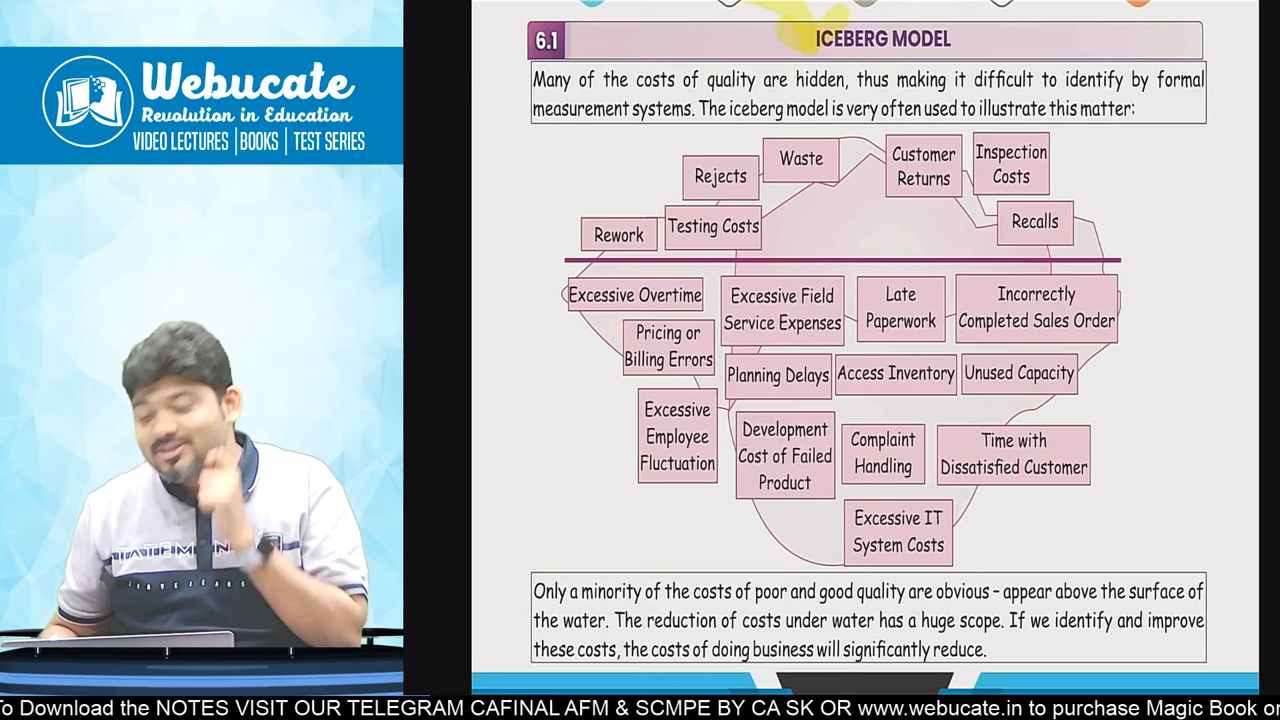 Webucate
Revolution in Education
VIDEO LECTURES | BOOKS | TEST SERIES
6.1
ICEBERG MODEL
Many of the costs of quality are hidden, thus making it difficult to identify by formal
measurement systems. The iceberg model is very often used to illustrate this matter:
Rejects
Waste
Customer
Returns
Inspection
Costs
Rework
Testing Costs
Recalls
Excessive Overtime
Excessive Field
Service Expenses
Late
Paperwork
Incorrectly
Completed Sales Order
Pricing or
Billing Errors
Planning Delays
Access Inventory
Unused Capacity
Excessive
Employee
Fluctuation
Development
Cost of Failed
Product
Complaint
Handling
Time with
Dissatisfied Customer
Excessive IT
System Costs
Only a minority of the costs of poor and good quality are obvious – appear above the surface of
the water. The reduction of costs under water has a huge scope. If we identify and improve
these costs, the costs of doing business will significantly reduce.
To Download the NOTES VISIT OUR TELEGRAM CAFINAL AFM & SCMPE BY CA SK OR www.webucate.in to purchase Magic Book or